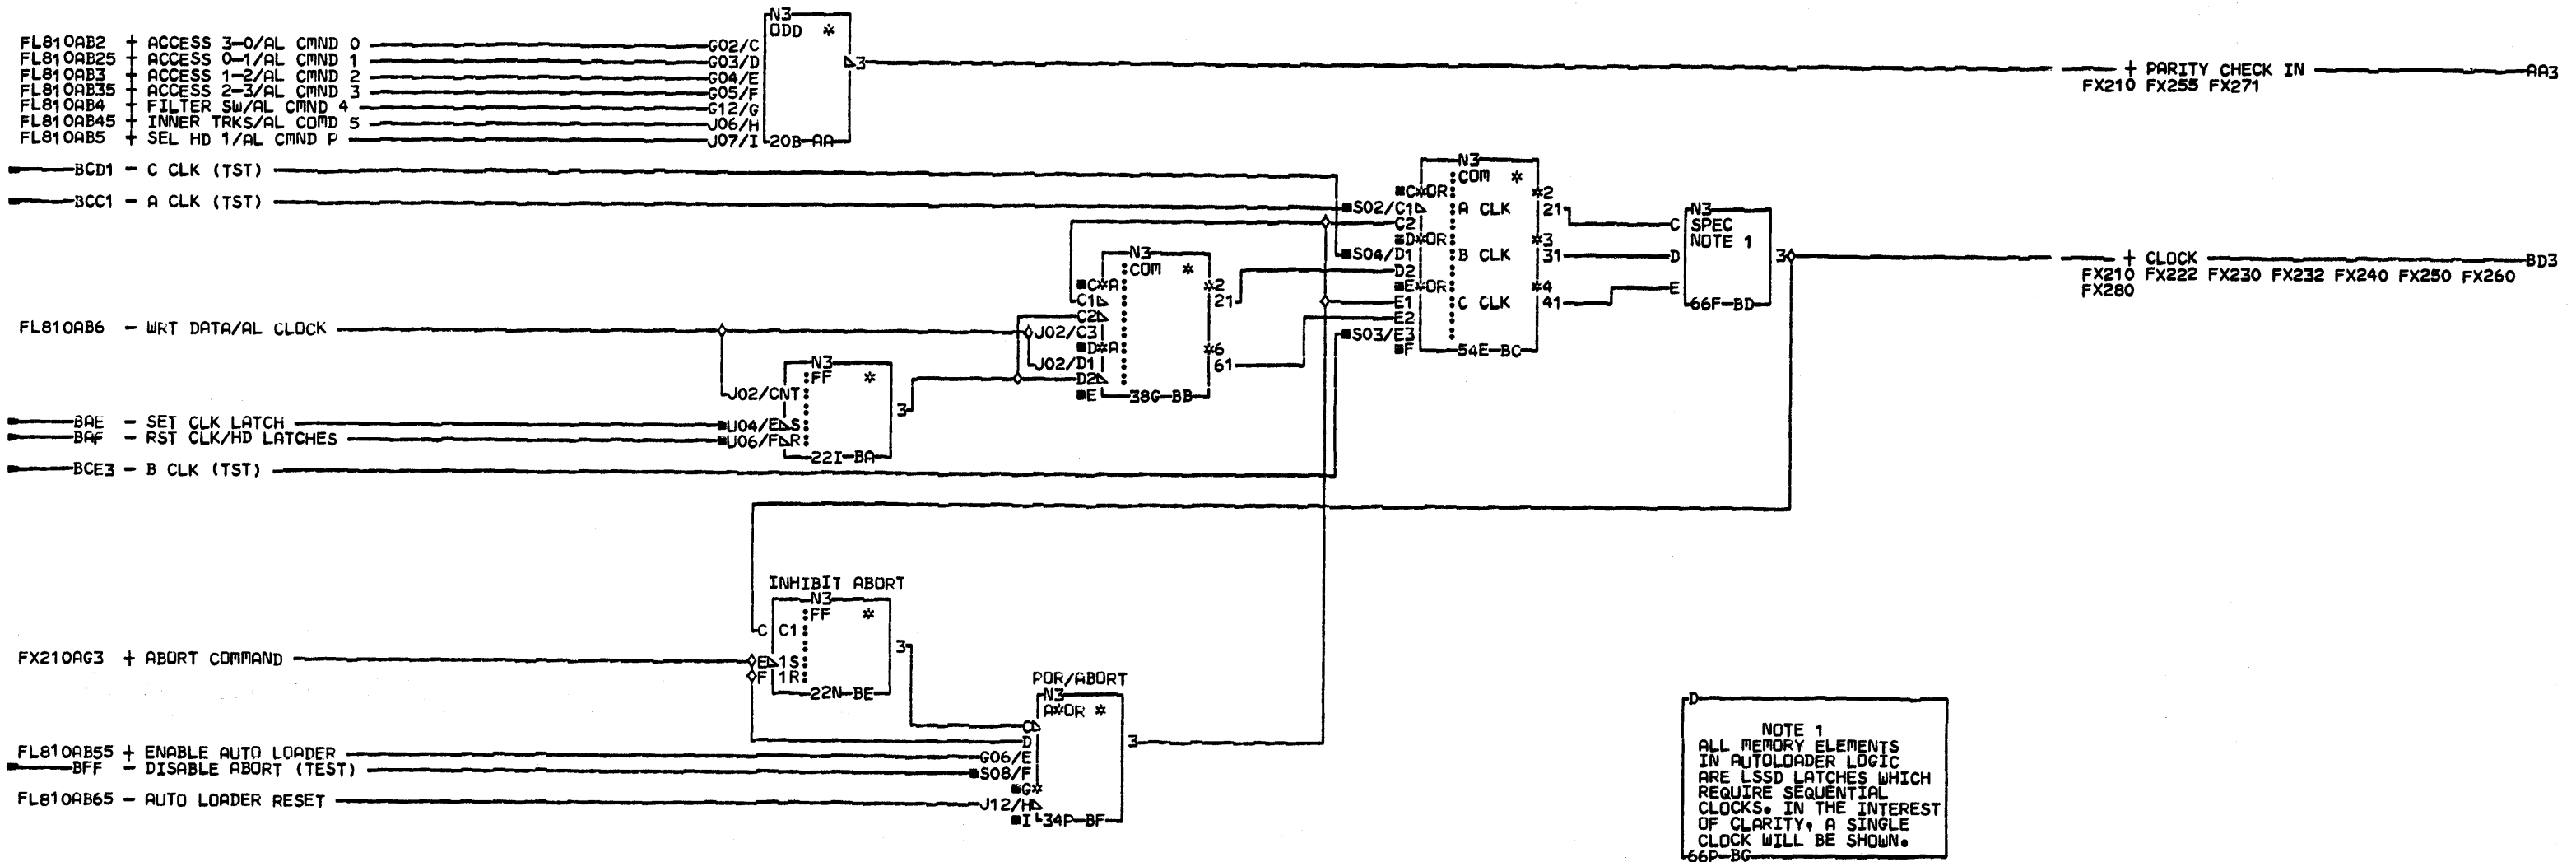 FL810AB2 + ACCESS 3-0/AL CMND 0
FL810AB25 + ACCESS 0-1/AL CMND 1
FL810AB3 + ACCESS 1-2/AL CMND 2
FL810AB35 + ACCESS 2-3/AL CMND 3
FL810AB4 + FILTER SW/AL CMND 4
FL810AB45 + INNER TRKS/AL COMD 5
FL810AB5 + SEL HD 1/AL CMND P
G02/C
G03/D
G04/E
G05/F
G12/G
J06/H
J07/I
N3
ODD *
3
20B-AA
+ PARITY CHECK IN AA3
FX210 FX255 FX271
BCD1 - C CLK (TST)
BCC1 - A CLK (TST)
N3
COM *
C*OR *2
S02/C1 A CLK 21
C2
D*OR *3
S04/D1 B CLK 31
D2
E*OR *4
E1 C CLK 41
E2
S03/E3
F
54E-BC
N3
C SPEC
NOTE 1
D 3
E
66F-BD
+ CLOCK BD3
FX210 FX222 FX230 FX232 FX240 FX250 FX260
FX280
N3
COM *
C*A *2
C1 21
C2
J02/C3
D*A *6
J02/D1 61
D2
E
38G-BB
FL810AB6 - WRT DATA/AL CLOCK
N3
FF *
J02/CNT
3
U04/E S
U06/F R
22I-BA
BAE - SET CLK LATCH
BAF - RST CLK/HD LATCHES
BCE3 - B CLK (TST)
INHIBIT ABORT
N3
FF *
C C1
3
E 1S
F 1R
22N-BE
FX210AG3 + ABORT COMMAND
POR/ABORT
N3
A*OR *
C
D 3
G06/E
S08/F
G*
J12/H
I 34P-BF
FL810AB55 + ENABLE AUTO LOADER
BFF - DISABLE ABORT (TEST)
FL810AB65 - AUTO LOADER RESET
D
NOTE 1
ALL MEMORY ELEMENTS
IN AUTOLOADER LOGIC
ARE LSSD LATCHES WHICH
REQUIRE SEQUENTIAL
CLOCKS. IN THE INTEREST
OF CLARITY, A SINGLE
CLOCK WILL BE SHOWN.
66P-BG